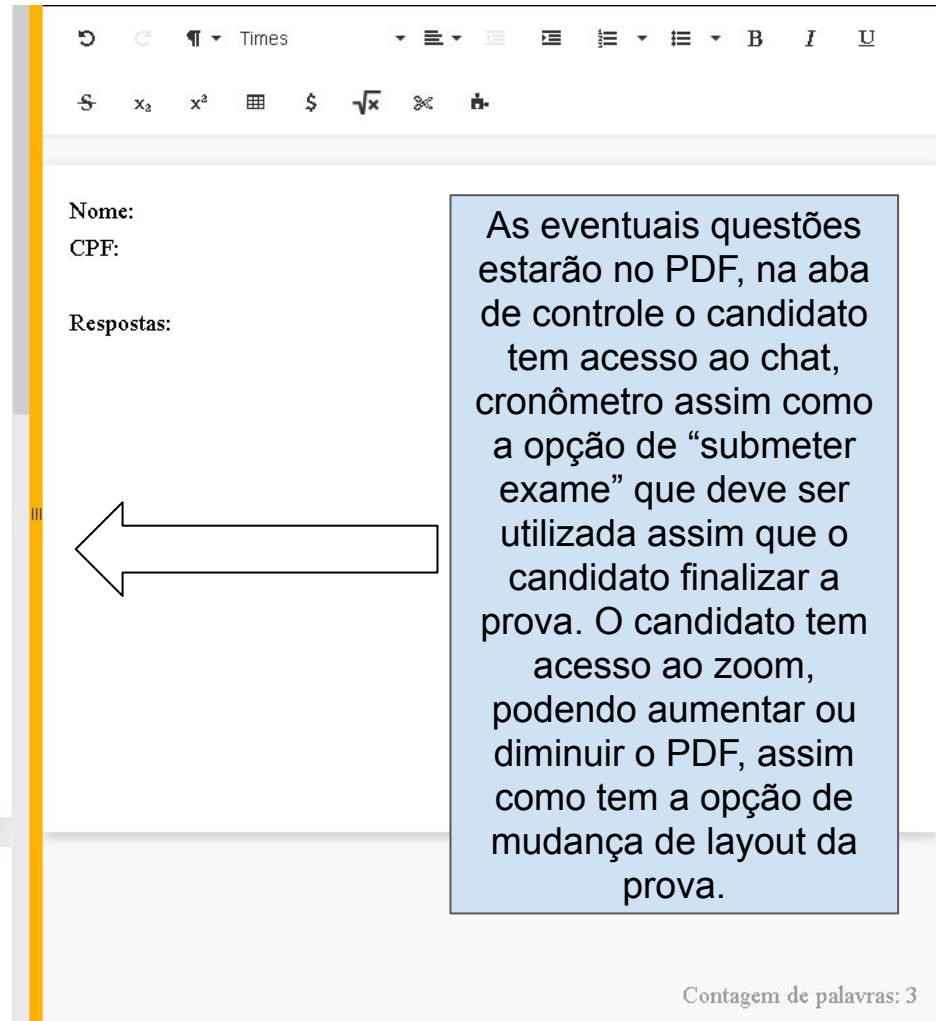 Times
B I U
S x₂ x² $ √x
Nome:
CPF:
Respostas:
As eventuais questões
estarão no PDF, na aba
de controle o candidato
tem acesso ao chat,
cronômetro assim como
a opção de “submeter
exame” que deve ser
utilizada assim que o
candidato finalizar a
prova. O candidato tem
acesso ao zoom,
podendo aumentar ou
diminuir o PDF, assim
como tem a opção de
mudança de layout da
prova.
Contagem de palavras: 3